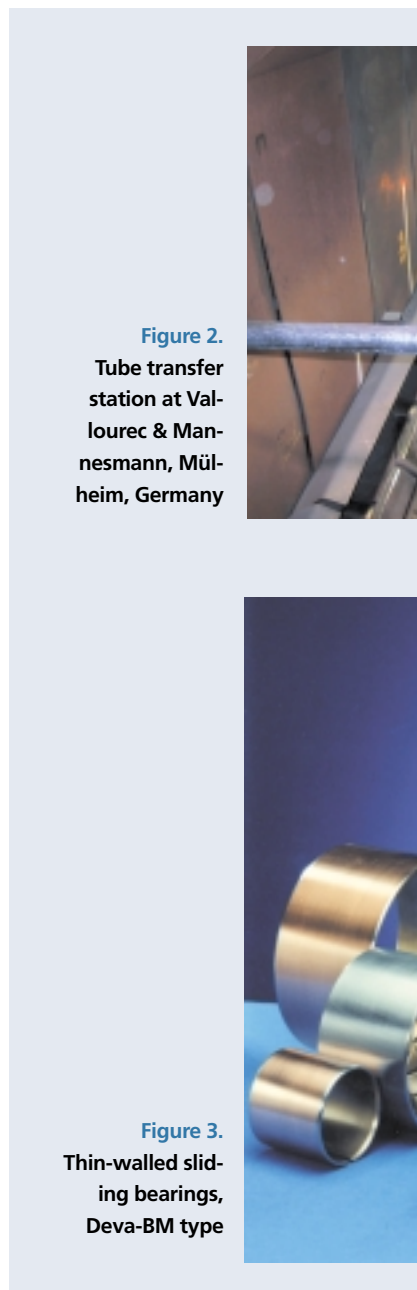 Figure 2.
Tube transfer
station at Val-
lourec & Man-
nesmann, Mül-
heim, Germany
Figure 3.
Thin-walled slid-
ing bearings,
Deva-BM type